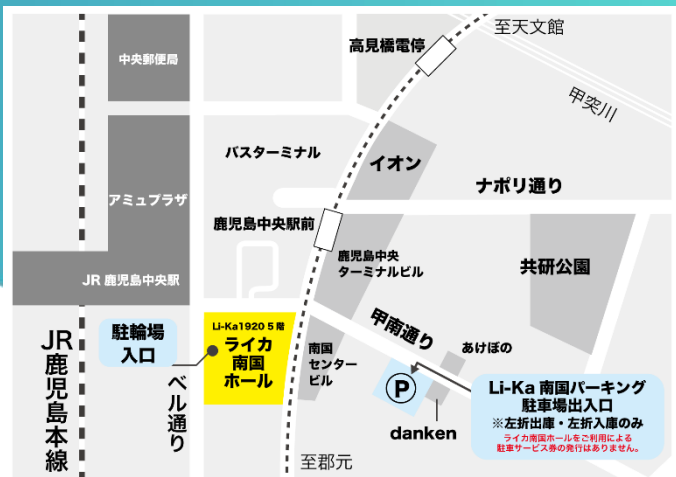 至天文館
高見橋電停
中央郵便局
甲突川
バスターミナル
イオン
ナポリ通り
アミュプラザ
鹿児島中央駅前
鹿児島中央
ターミナルビル
共研公園
JR 鹿児島中央駅
Li-Ka1920 5階
ライカ
南国
ホール
駐輪場
入口
甲南通り
あけぼの
南国
センター
ビル
JR鹿児島本線
ベル通り
P
Li-Ka 南国パーキング
駐車場出入口
※左折出庫・左折入庫のみ
ライカ南国ホールをご利用による
駐車サービス券の発行はありません。
danken
至郡元